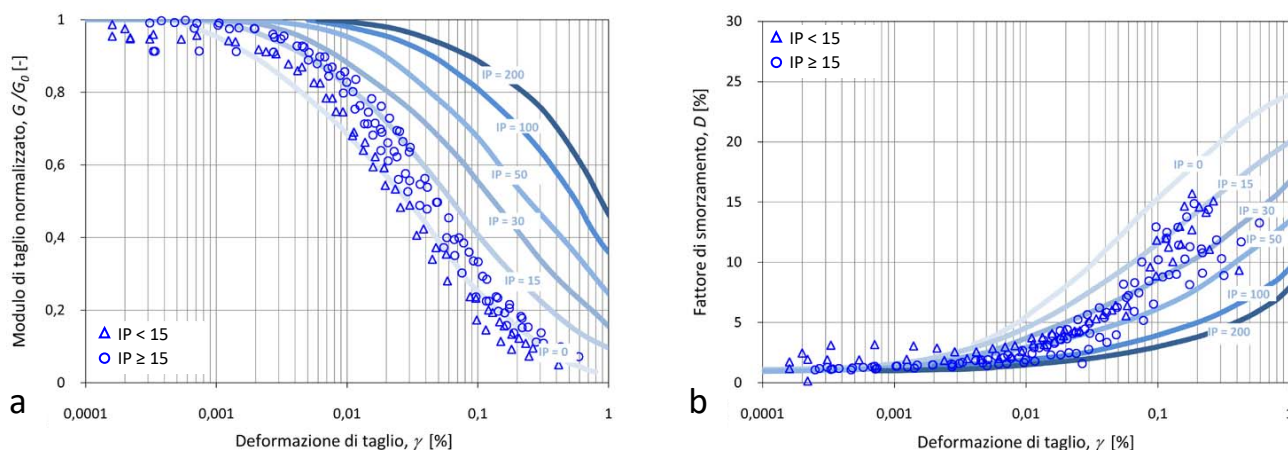 1
0,8
0,6
0,4
0,2
0
Modulo di taglio normalizzato, G /G0 [-]
IP = 200
IP = 100
IP = 50
IP = 30
IP = 15
IP = 0
IP < 15
IP ≥ 15
0,0001
0,001
0,01
0,1
1
Deformazione di taglio, γ [%]
a
30
25
20
15
10
5
0
Fattore di smorzamento, D [%]
IP < 15
IP ≥ 15
IP = 0
IP = 15
IP = 30
IP = 50
IP = 100
IP = 200
0,0001
0,001
0,01
0,1
1
Deformazione di taglio, γ [%]
b